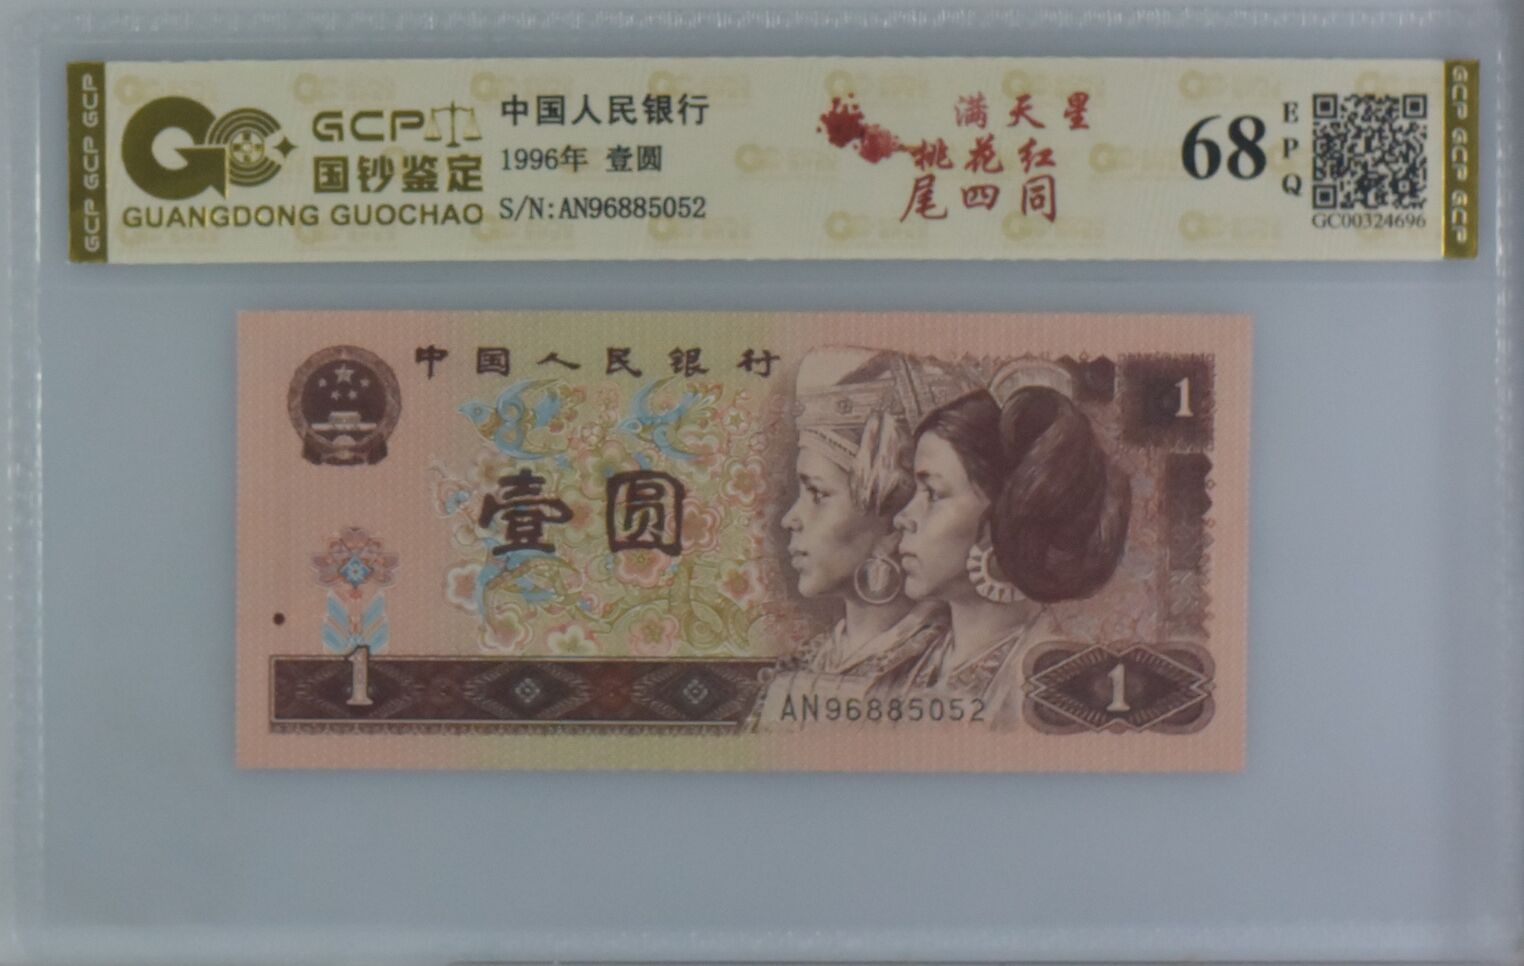 GCP
国钞鉴定
GUANGDONG GUOCHAO
中国人民银行
1996年 壹圆
S/N:AN96885052
满天星
桃花红
尾四同
68
EPQ
GC00324696
GCP GCP GCP
GCP GCP GCP
中国人民银行
1
壹圆
1
AN96885052
1